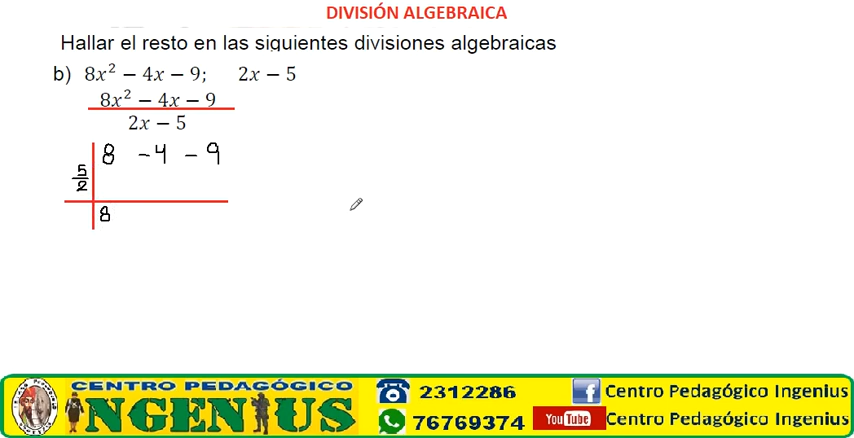 DIVISIÓN ALGEBRAICA
Hallar el resto en las siguientes divisiones algebraicas
b) 8x² − 4x − 9; 2x − 5
8x² − 4x − 9
2x − 5
8 −4 −9
5
2
8
CENTRO PEDAGÓGICO
INGENIUS
2312286
76769374
f Centro Pedagógico Ingenius
YouTube Centro Pedagógico Ingenius